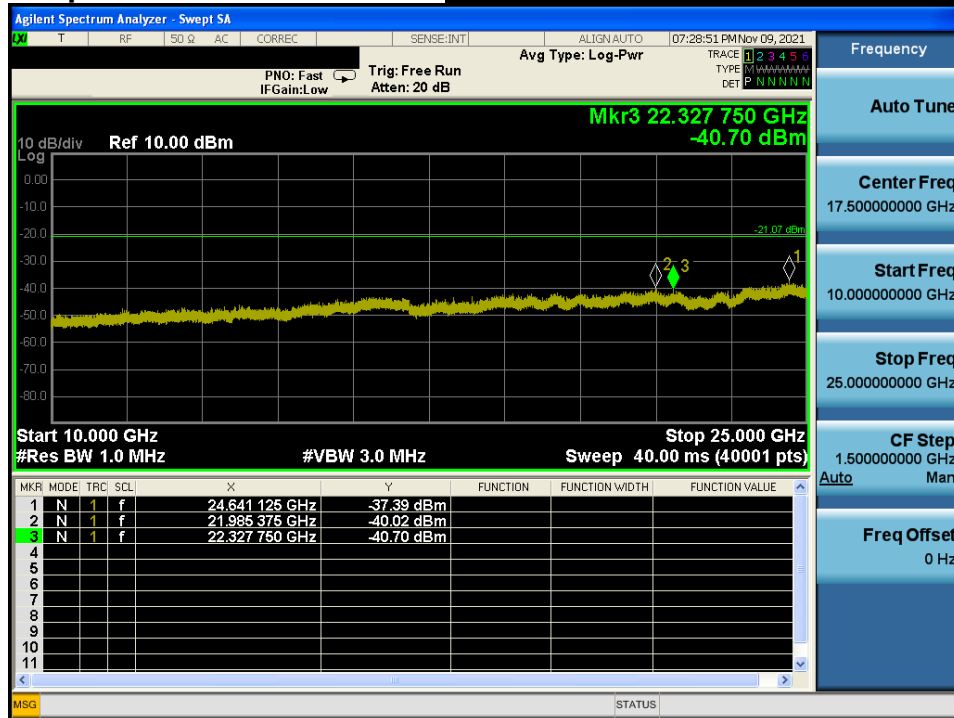 Agilent Spectrum Analyzer - Swept SA
LXI T RF 50 Ω AC CORREC SENSE:INT ALIGN AUTO 07:28:51 PM Nov 09, 2021
Avg Type: Log-Pwr
PNO: Fast
IFGain:Low
Trig: Free Run
Atten: 20 dB
TRACE 1 2 3 4 5 6
TYPE M
DET P N N N N N
Mkr3 22.327 750 GHz
-40.70 dBm
10 dB/div Ref 10.00 dBm
Log
0.00
-10.0
-20.0
-21.07 dBm
-30.0
-40.0
-50.0
-60.0
-70.0
-80.0
2 3 1
Start 10.000 GHz Stop 25.000 GHz
#Res BW 1.0 MHz #VBW 3.0 MHz Sweep 40.00 ms (40001 pts)
MKR MODE TRC SCL X Y FUNCTION FUNCTION WIDTH FUNCTION VALUE
1 N 1 f 24.641 125 GHz -37.39 dBm
2 N 1 f 21.985 375 GHz -40.02 dBm
3 N 1 f 22.327 750 GHz -40.70 dBm
4
5
6
7
8
9
10
11
MSG STATUS
Frequency
Auto Tune
Center Freq
17.500000000 GHz
Start Freq
10.000000000 GHz
Stop Freq
25.000000000 GHz
CF Step
1.500000000 GHz
Auto Man
Freq Offset
0 Hz